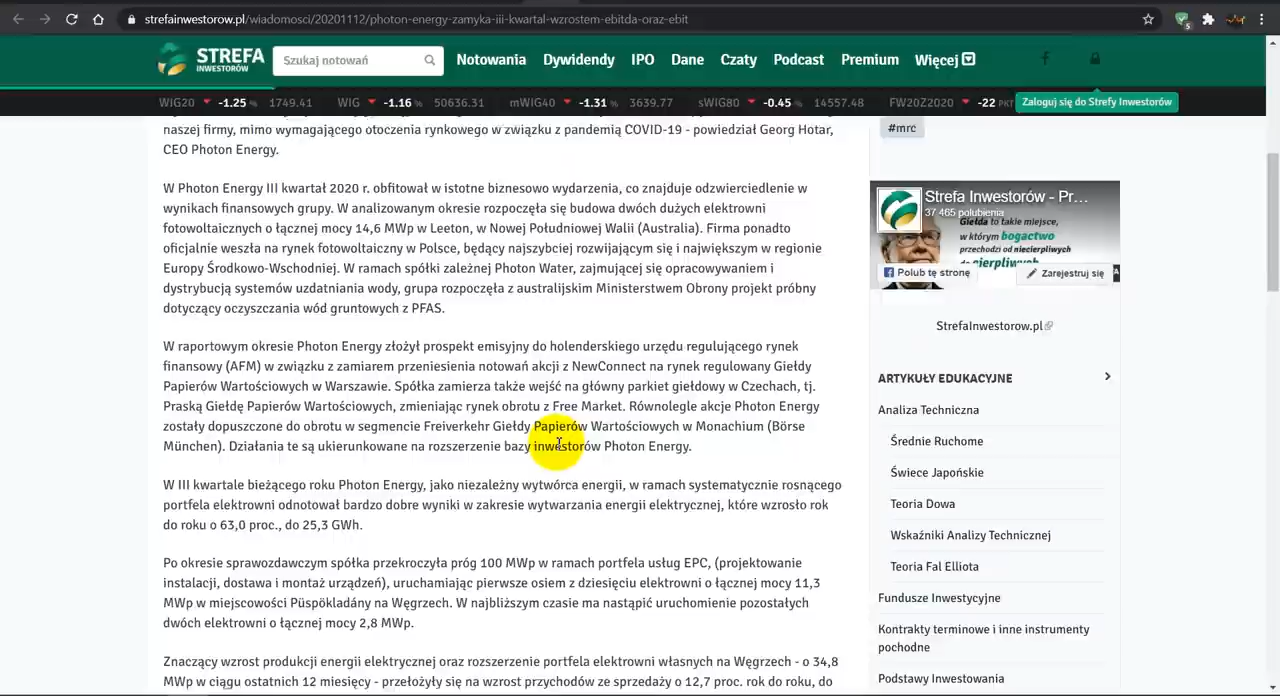 strefainwestorow.pl/wiadomosci/20201112/photon-energy-zamyka-iii-kwartal-wzrostem-ebitda-oraz-ebit
5
STREFA
INWESTORÓW
Szukaj notowań
Notowania Dywidendy IPO Dane Czaty Podcast Premium Więcej
WIG20 -1.25 % 1749.41 WIG -1.16 % 50636.31 mWIG40 -1.31 % 3639.77 sWIG80 -0.45 % 14557.48 FW20Z2020 -22 PKT Zaloguj się do Strefy Inwestorów
naszej firmy, mimo wymagającego otoczenia rynkowego w związku z pandemią COVID-19 - powiedział Georg Hotar,
CEO Photon Energy.
W Photon Energy III kwartał 2020 r. obfitował w istotne biznesowo wydarzenia, co znajduje odzwierciedlenie w
wynikach finansowych grupy. W analizowanym okresie rozpoczęła się budowa dwóch dużych elektrowni
fotowoltaicznych o łącznej mocy 14,6 MWp w Leeton, w Nowej Południowej Walii (Australia). Firma ponadto
oficjalnie weszła na rynek fotowoltaiczny w Polsce, będący najszybciej rozwijającym się i największym w regionie
Europy Środkowo-Wschodniej. W ramach spółki zależnej Photon Water, zajmującej się opracowywaniem i
dystrybucją systemów uzdatniania wody, grupa rozpoczęła z australijskim Ministerstwem Obrony projekt próbny
dotyczący oczyszczania wód gruntowych z PFAS.
W raportowym okresie Photon Energy złożył prospekt emisyjny do holenderskiego urzędu regulującego rynek
finansowy (AFM) w związku z zamiarem przeniesienia notowań akcji z NewConnect na rynek regulowany Giełdy
Papierów Wartościowych w Warszawie. Spółka zamierza także wejść na główny parkiet giełdowy w Czechach, tj.
Praską Giełdę Papierów Wartościowych, zmieniając rynek obrotu z Free Market. Równolegle akcje Photon Energy
zostały dopuszczone do obrotu w segmencie Freiverkehr Giełdy Papierów Wartościowych w Monachium (Börse
München). Działania te są ukierunkowane na rozszerzenie bazy inwestorów Photon Energy.
W III kwartale bieżącego roku Photon Energy, jako niezależny wytwórca energii, w ramach systematycznie rosnącego
portfela elektrowni odnotował bardzo dobre wyniki w zakresie wytwarzania energii elektrycznej, które wzrosło rok
do roku o 63,0 proc., do 25,3 GWh.
Po okresie sprawozdawczym spółka przekroczyła próg 100 MWp w ramach portfela usług EPC, (projektowanie
instalacji, dostawa i montaż urządzeń), uruchamiając pierwsze osiem z dziesięciu elektrowni o łącznej mocy 11,3
MWp w miejscowości Püspökladány na Węgrzech. W najbliższym czasie ma nastąpić uruchomienie pozostałych
dwóch elektrowni o łącznej mocy 2,8 MWp.
Znaczący wzrost produkcji energii elektrycznej oraz rozszerzenie portfela elektrowni własnych na Węgrzech - o 34,8
MWp w ciągu ostatnich 12 miesięcy - przełożyły się na wzrost przychodów ze sprzedaży o 12,7 proc. rok do roku, do
#mrc
Strefa Inwestorów - Pr...
37 465 polubienia
Giełda to takie miejsce,
w którym bogactwo
przechodzi od niecierpliwych
do cierpliwych
Polub tę stronę
Zarejestruj się
StrefaInwestorow.pl
ARTYKUŁY EDUKACYJNE
Analiza Techniczna
Średnie Ruchome
Świece Japońskie
Teoria Dowa
Wskaźniki Analizy Technicznej
Teoria Fal Elliota
Fundusze Inwestycyjne
Kontrakty terminowe i inne instrumenty
pochodne
Podstawy Inwestowania